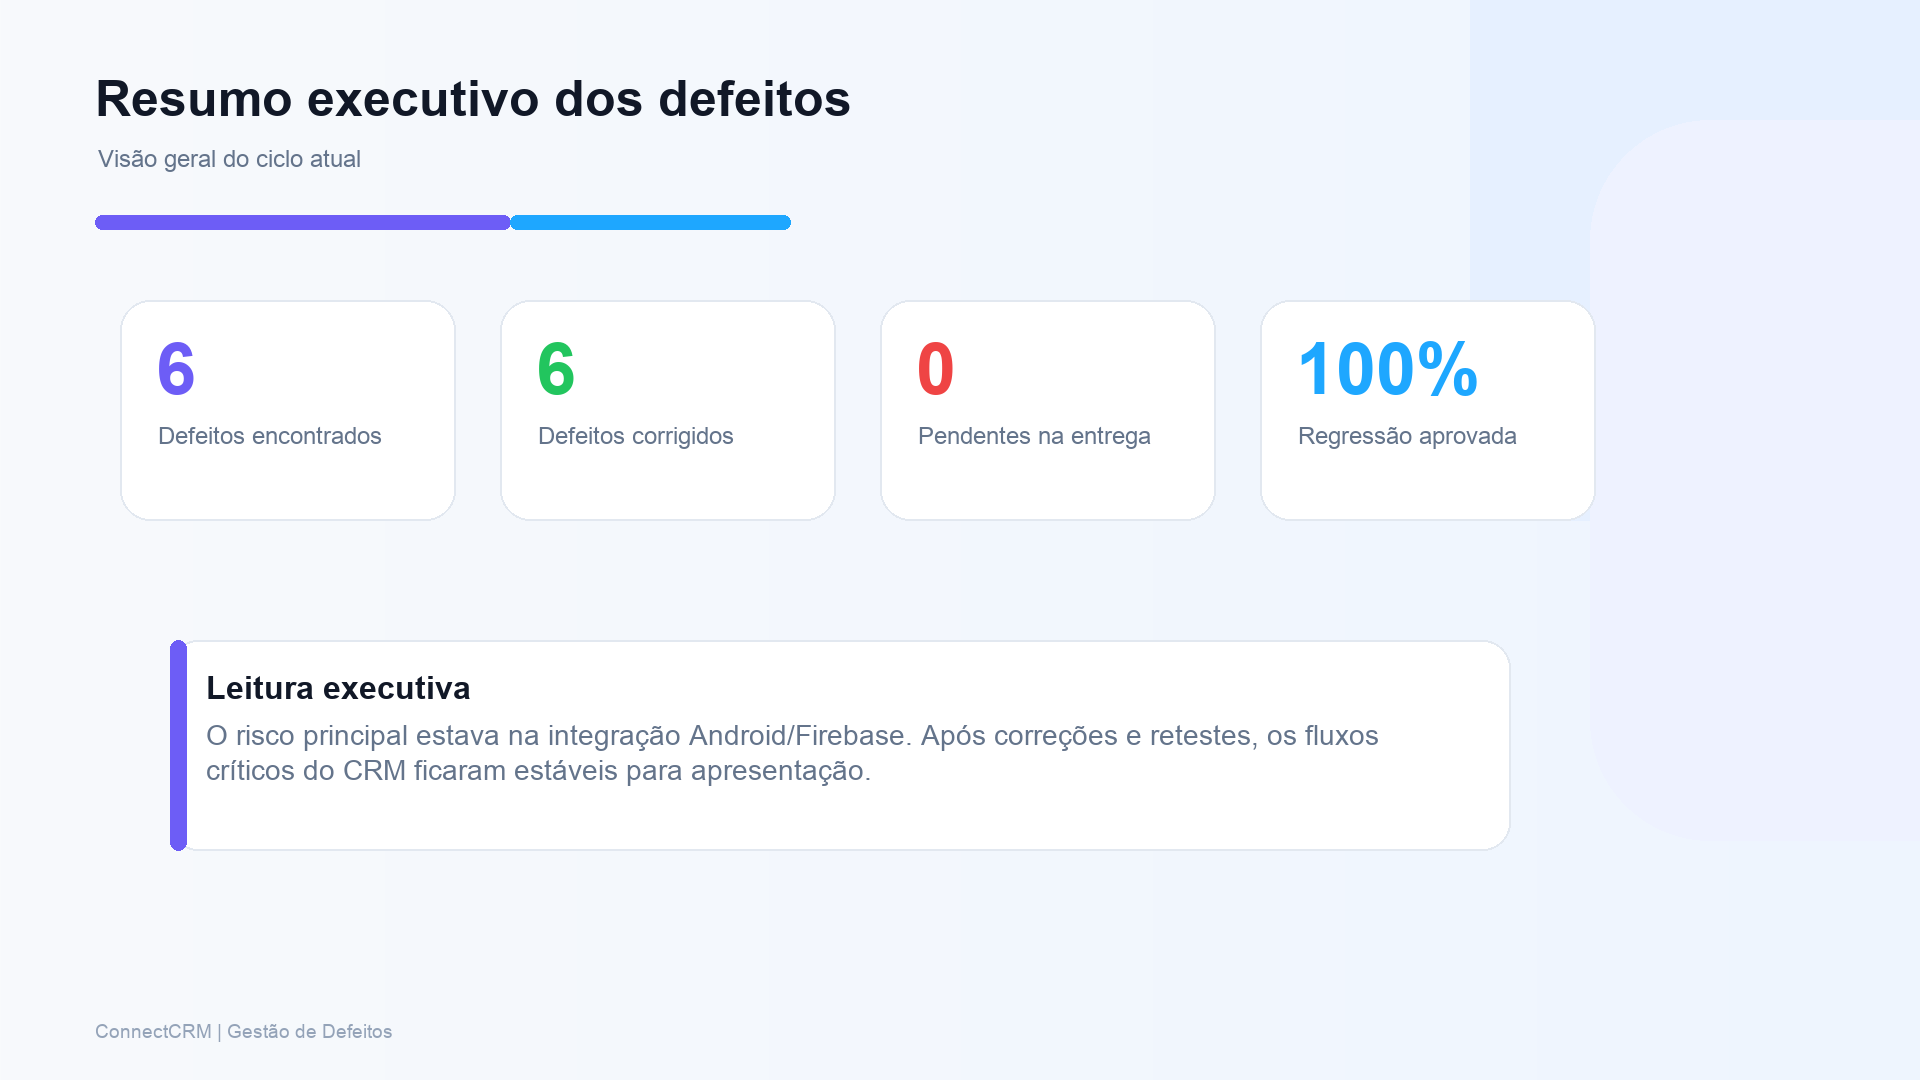 Resumo executivo dos defeitos
Visão geral do ciclo atual
6
Defeitos encontrados
6
Defeitos corrigidos
0
Pendentes na entrega
100%
Regressão aprovada
Leitura executiva
O risco principal estava na integração Android/Firebase. Após correções e retestes, os fluxos
críticos do CRM ficaram estáveis para apresentação.
ConnectCRM | Gestão de Defeitos